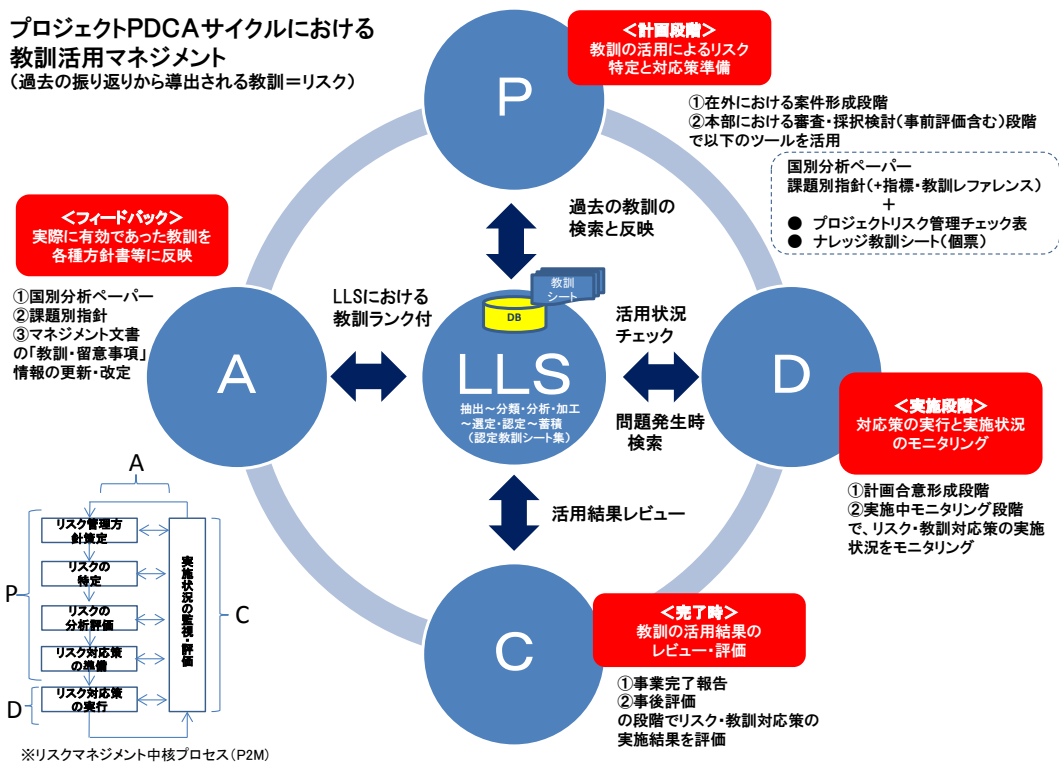 プロジェクトPDCAサイクルにおける
教訓活用マネジメント
（過去の振り返りから導出される教訓＝リスク）
P
＜計画段階＞
教訓の活用によるリスク
特定と対応策準備
①在外における案件形成段階
②本部における審査・採択検討（事前評価含む）段階
で以下のツールを活用
国別分析ペーパー
課題別指針（+指標・教訓レファレンス）
+
● プロジェクトリスク管理チェック表
● ナレッジ教訓シート（個票）
過去の教訓の
検索と反映
＜フィードバック＞
実際に有効であった教訓を
各種方針書等に反映
①国別分析ペーパー
②課題別指針
③マネジメント文書
の「教訓・留意事項」
情報の更新・改定
A
LLSにおける
教訓ランク付
教訓
シート
DB
LLS
抽出～分類・分析・加工
～選定・認定～蓄積
（認定教訓シート集）
活用状況
チェック
問題発生時
検索
D
＜実施段階＞
対応策の実行と実施状況
のモニタリング
①計画合意形成段階
②実施中モニタリング段階
で、リスク・教訓対応策の実施
状況をモニタリング
活用結果レビュー
C
＜完了時＞
教訓の活用結果の
レビュー・評価
①事業完了報告
②事後評価
の段階でリスク・教訓対応策の
実施結果を評価
A
P
リスク管理方
針策定
リスクの
特定
リスクの
分析評価
リスク対応策
の準備
D
リスク対応策
の実行
実施状況の監視・評価
C
※リスクマネジメント中核プロセス（P2M）